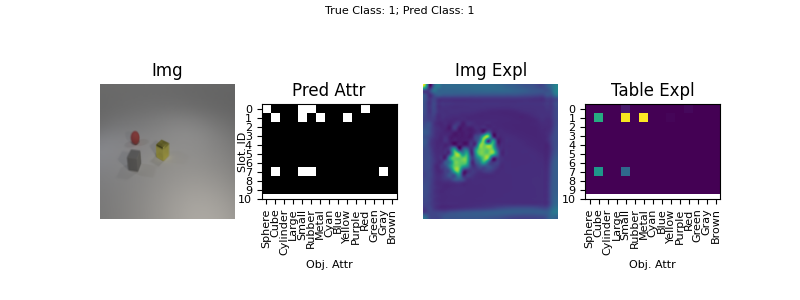 True Class: 1; Pred Class: 1
Img
Pred Attr
Img Expl
Table Expl
Slot. ID
0
1
2
3
4
5
6
7
8
9
10
Sphere
Cube
Cylinder
Large
Small
Rubber
Metal
Cyan
Blue
Yellow
Purple
Red
Green
Gray
Brown
Obj. Attr
0
1
2
3
4
5
6
7
8
9
10
Sphere
Cube
Cylinder
Large
Small
Rubber
Metal
Cyan
Blue
Yellow
Purple
Red
Green
Gray
Brown
Obj. Attr